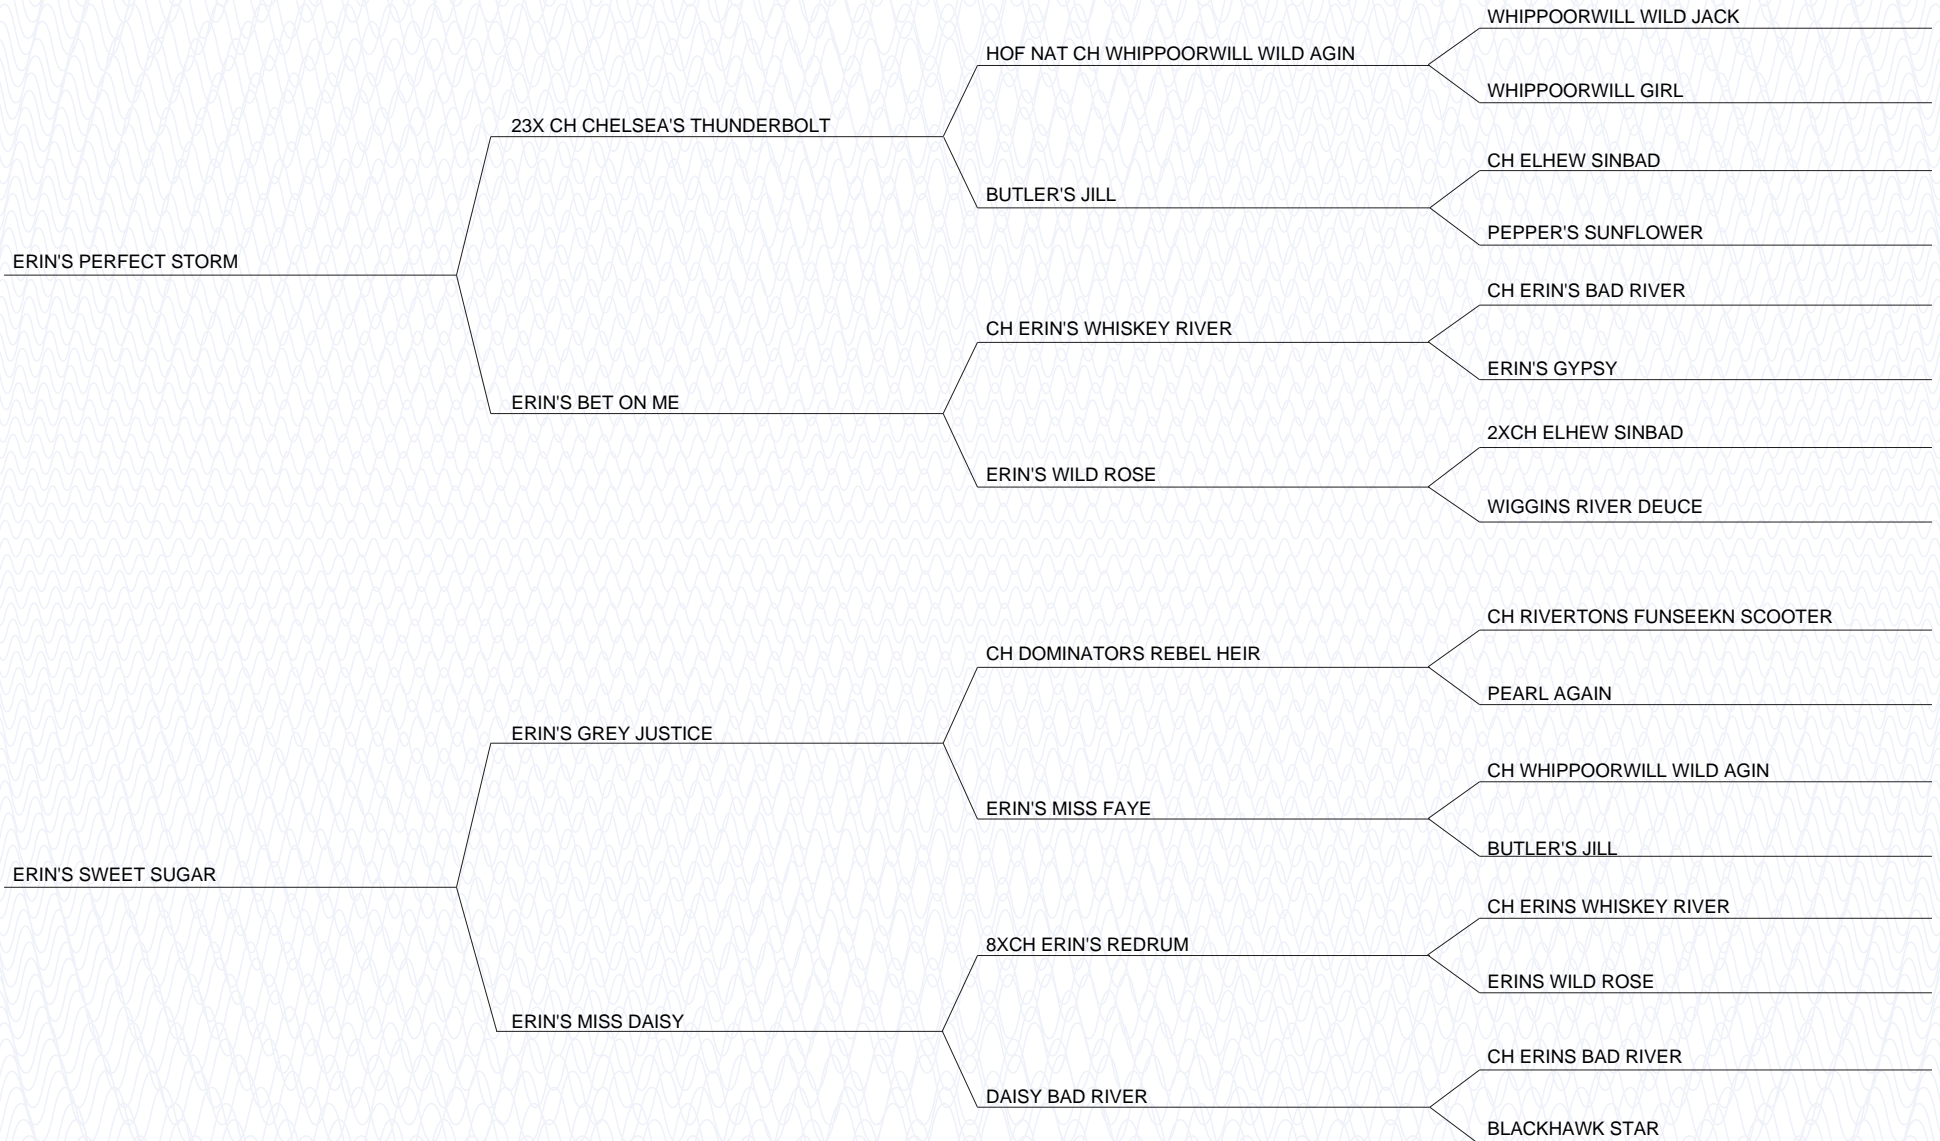 WHIPPOORWILL WILD JACK
HOF NAT CH WHIPPOORWILL WILD AGIN
WHIPPOORWILL GIRL
23X CH CHELSEA'S THUNDERBOLT
CH ELHEW SINBAD
BUTLER'S JILL
PEPPER'S SUNFLOWER
ERIN'S PERFECT STORM
CH ERIN'S BAD RIVER
CH ERIN'S WHISKEY RIVER
ERIN'S GYPSY
ERIN'S BET ON ME
2XCH ELHEW SINBAD
ERIN'S WILD ROSE
WIGGINS RIVER DEUCE
CH RIVERTONS FUNSEEKN SCOOTER
CH DOMINATORS REBEL HEIR
PEARL AGAIN
ERIN'S GREY JUSTICE
CH WHIPPOORWILL WILD AGIN
ERIN'S MISS FAYE
BUTLER'S JILL
ERIN'S SWEET SUGAR
CH ERINS WHISKEY RIVER
8XCH ERIN'S REDRUM
ERINS WILD ROSE
ERIN'S MISS DAISY
CH ERINS BAD RIVER
DAISY BAD RIVER
BLACKHAWK STAR